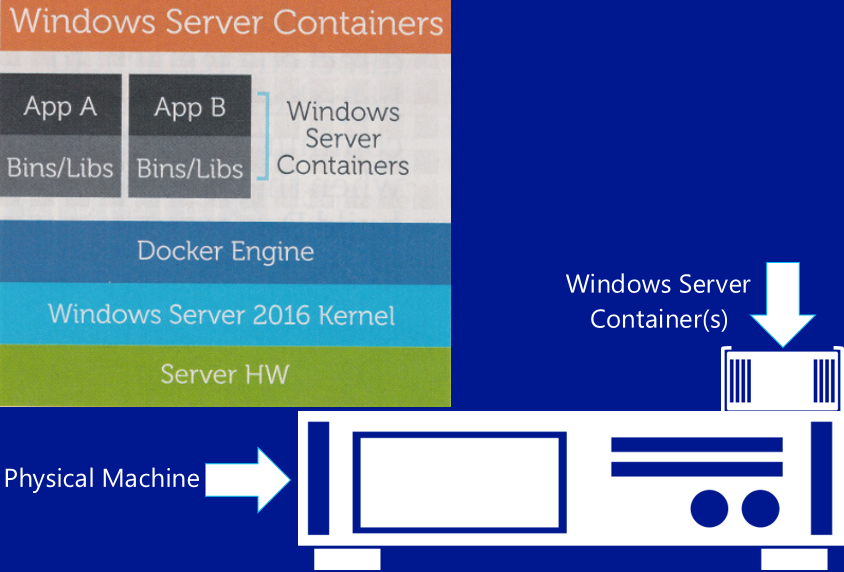 Windows Server Containers
App A
App B
Windows
Server
Containers
Bins/Libs
Bins/Libs
Docker Engine
Windows Server 2016 Kernel
Server HW
Windows Server
Container(s)
Physical Machine